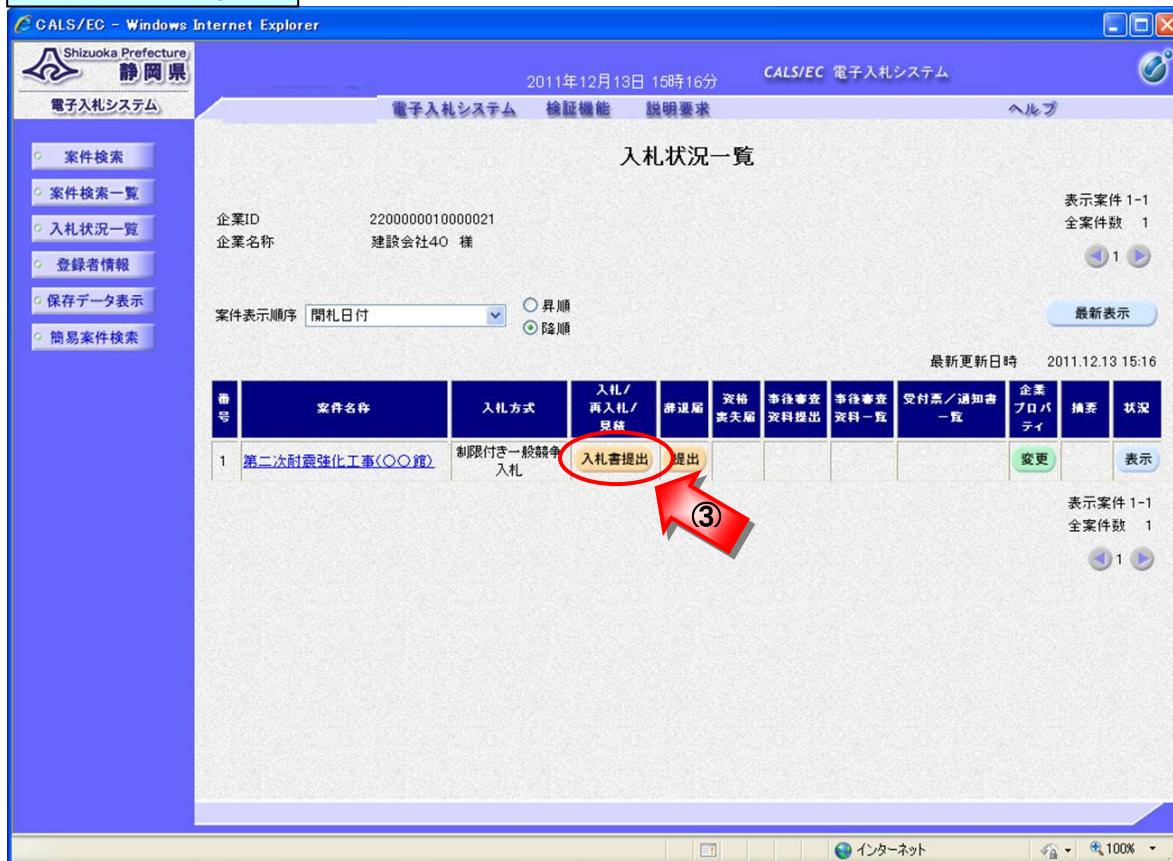 CALS/EC - Windows Internet Explorer
Shizuoka Prefecture
静岡県
電子入札システム
2011年12月13日 15時16分
CALS/EC 電子入札システム
電子入札システム 検証機能 説明要求 ヘルプ
案件検索
案件検索一覧
入札状況一覧
登録者情報
保存データ表示
簡易案件検索
入札状況一覧
企業ID 2200000010000021
企業名称 建設会社40 様
表示案件 1-1
全案件数 1
1
案件表示順序 開札日付
昇順
降順
最新表示
最新更新日時 2011.12.13 15:16
番号 案件名称 入札方式 入札/再入札/見積 辞退届 資格喪失届 事後審査資料提出 事後審査資料一覧 受付票/通知書一覧 企業プロパティ 摘要 状況
1 第二次耐震強化工事(〇〇館) 制限付き一般競争入札 入札書提出 提出 変更 表示
③
表示案件 1-1
全案件数 1
1
インターネット 100%